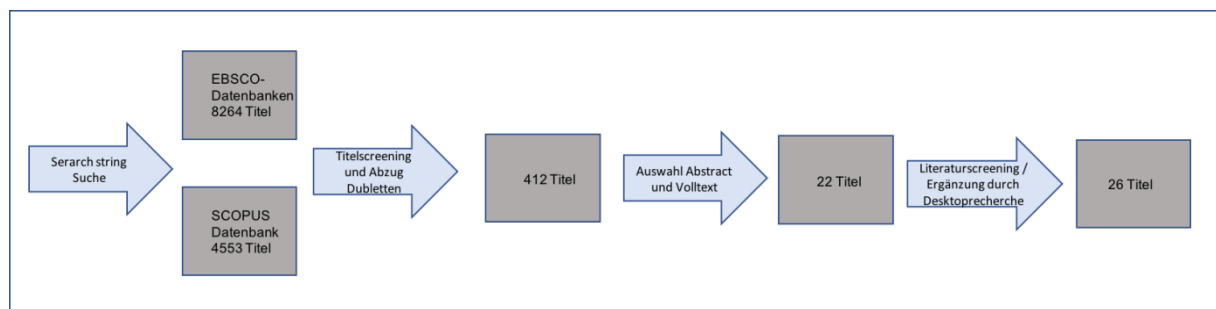 Serarch string
Suche
EBSCO-
Datenbanken
8264 Titel
SCOPUS
Datenbank
4553 Titel
Titelscreening
und Abzug
Dubletten
412 Titel
Auswahl Abstract
und Volltext
22 Titel
Literaturscreening /
Ergänzung durch
Desktoprecherche
26 Titel